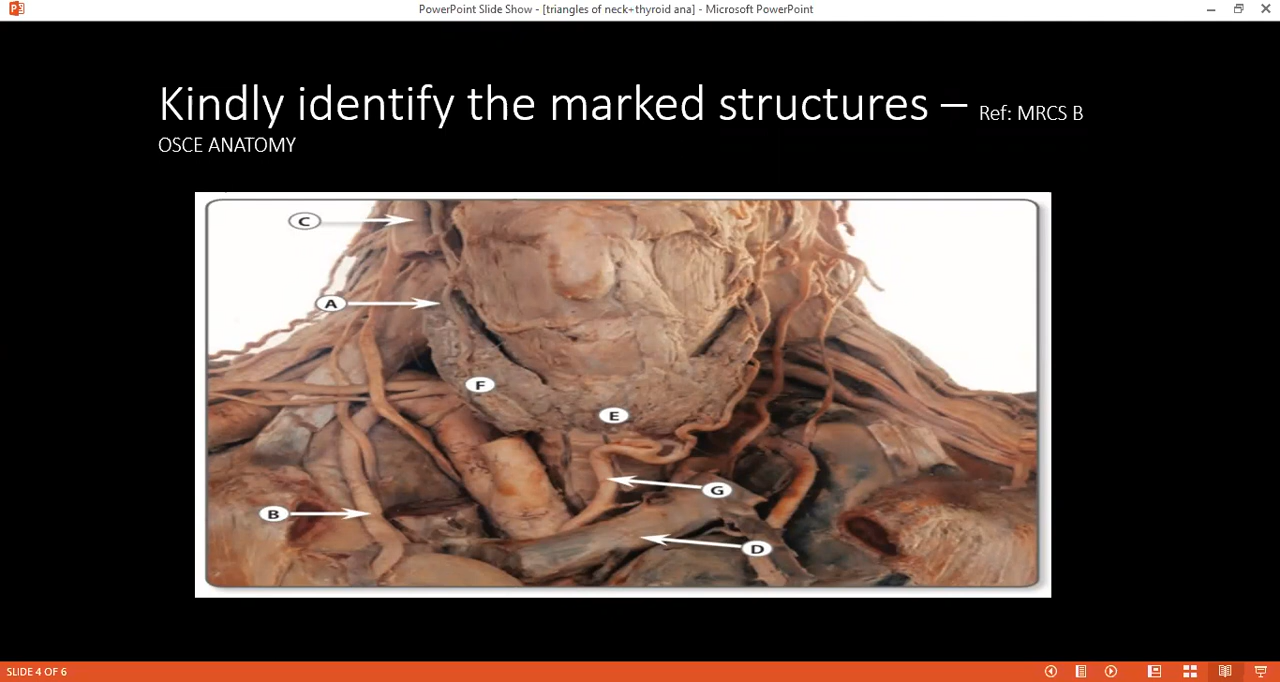 PowerPoint Slide Show - [triangles of neck+thyroid ana] - Microsoft PowerPoint
Kindly identify the marked structures – Ref: MRCS B
OSCE ANATOMY
C
A
F
E
G
B
D
SLIDE 4 OF 6